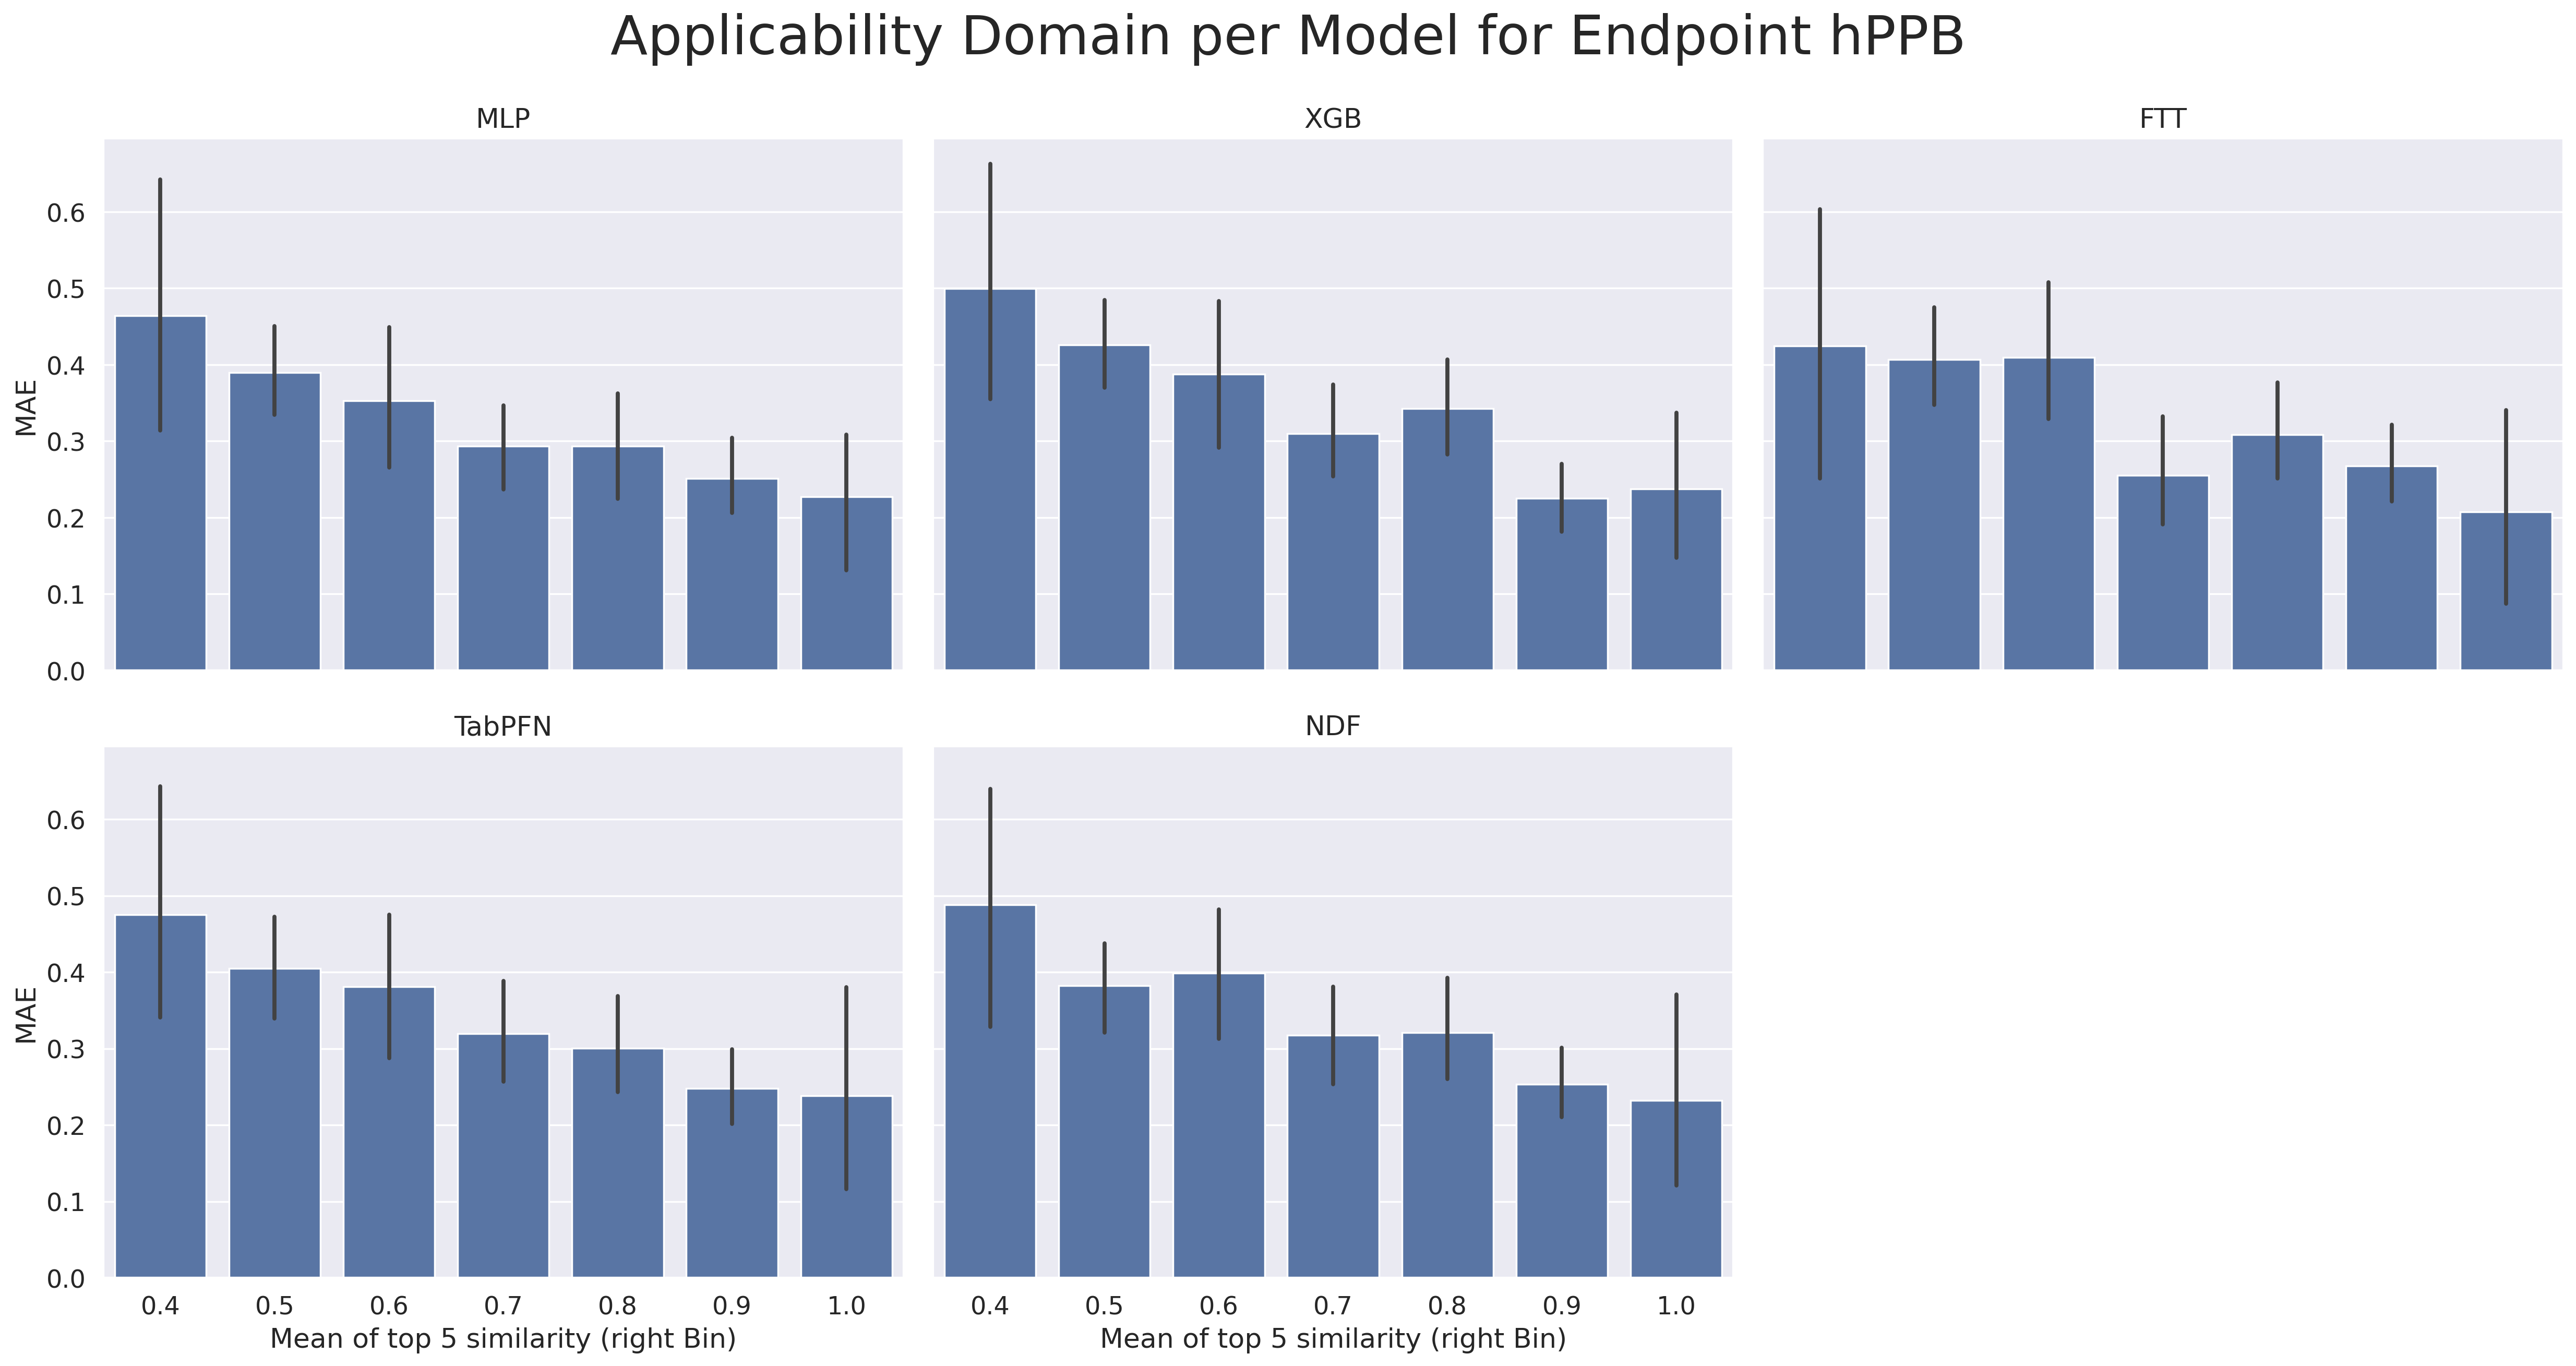 Applicability Domain per Model for Endpoint hPPB
MLP
XGB
FTT
MAE
0.6
0.5
0.4
0.3
0.2
0.1
0.0
TabPFN
NDF
MAE
0.6
0.5
0.4
0.3
0.2
0.1
0.0
0.4 0.5 0.6 0.7 0.8 0.9 1.0
Mean of top 5 similarity (right Bin)
0.4 0.5 0.6 0.7 0.8 0.9 1.0
Mean of top 5 similarity (right Bin)